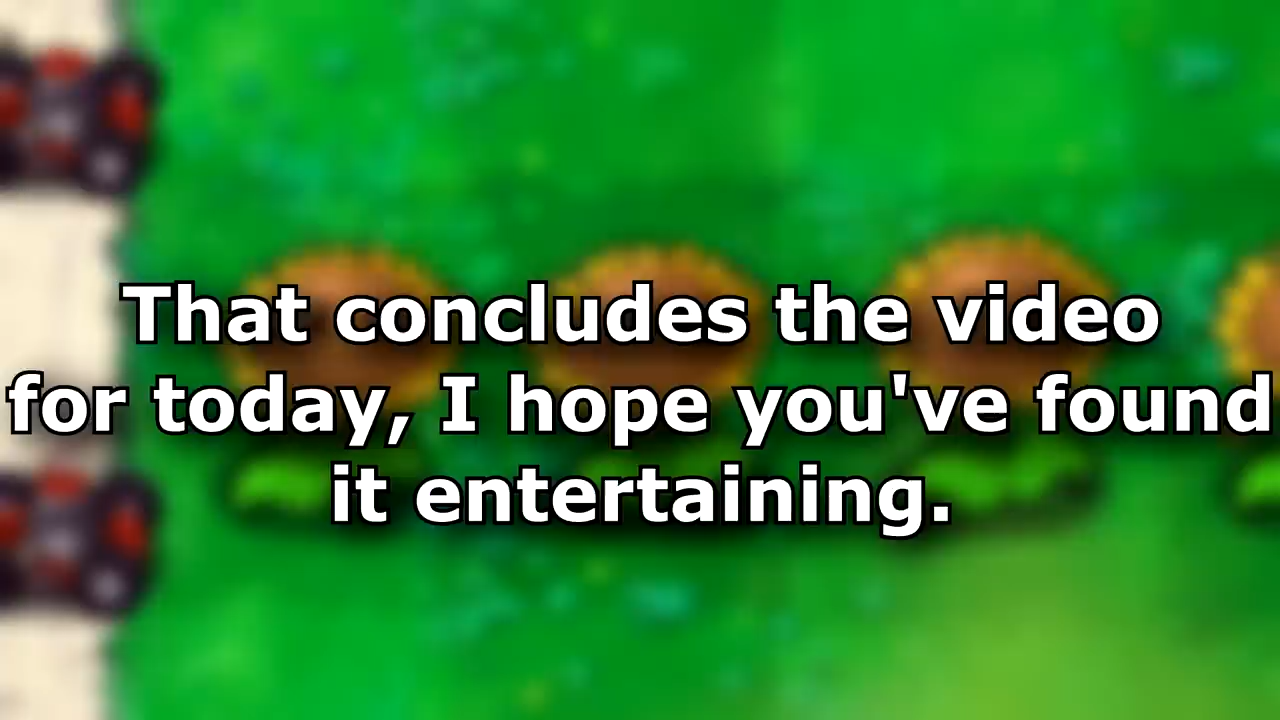 That concludes the video
for today, I hope you've found
it entertaining.